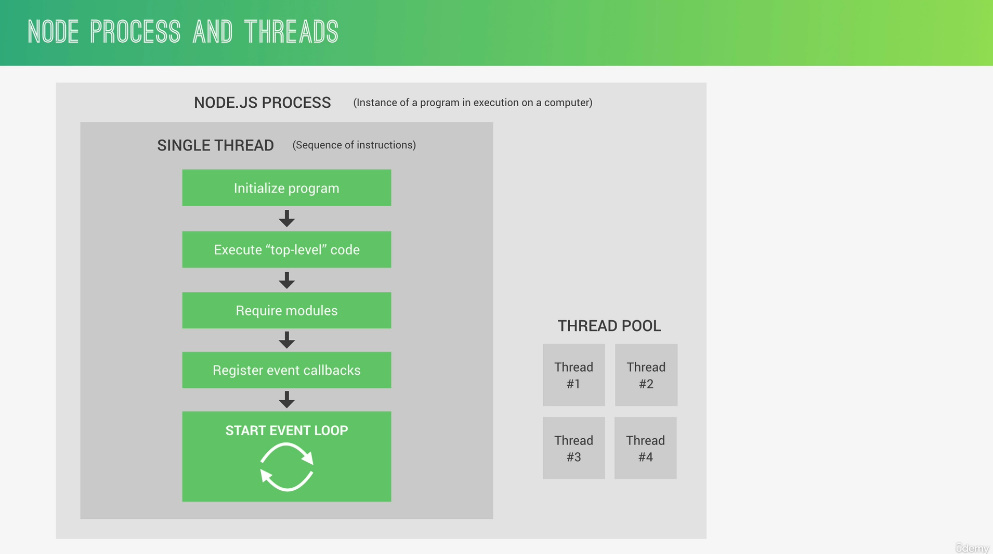 NODE PROCESS AND THREADS
NODE.JS PROCESS (Instance of a program in execution on a computer)
SINGLE THREAD (Sequence of instructions)
Initialize program
Execute “top-level” code
Require modules
Register event callbacks
START EVENT LOOP
THREAD POOL
Thread
#1
Thread
#2
Thread
#3
Thread
#4
ûdemy